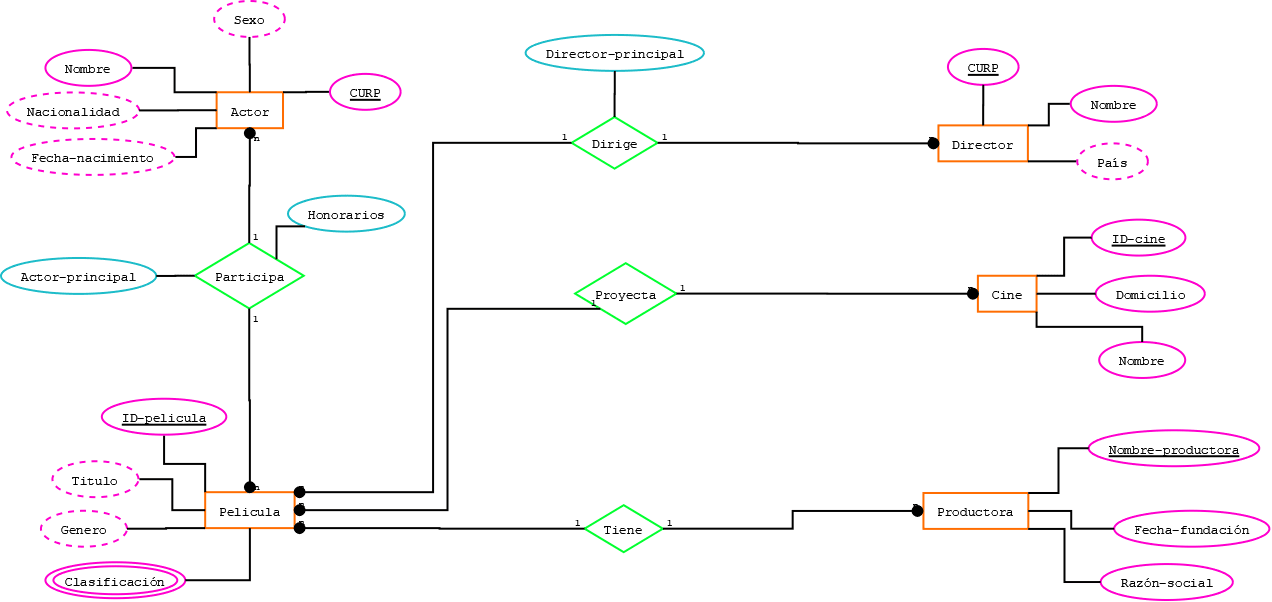 Sexo
Nombre
CURP
Nacionalidad
Actor
Fecha-nacimiento
n
Director-principal
CURP
Nombre
1
1
Dirige
Director
País
Honorarios
1
Actor-principal
Participa
1
ID-cine
1
Proyecta
1
Cine
Domicilio
Nombre
ID-pelicula
Titulo
n
Pelicula
Genero
Clasificación
1
Tiene
1
Nombre-productora
Productora
Fecha-fundación
Razón-social